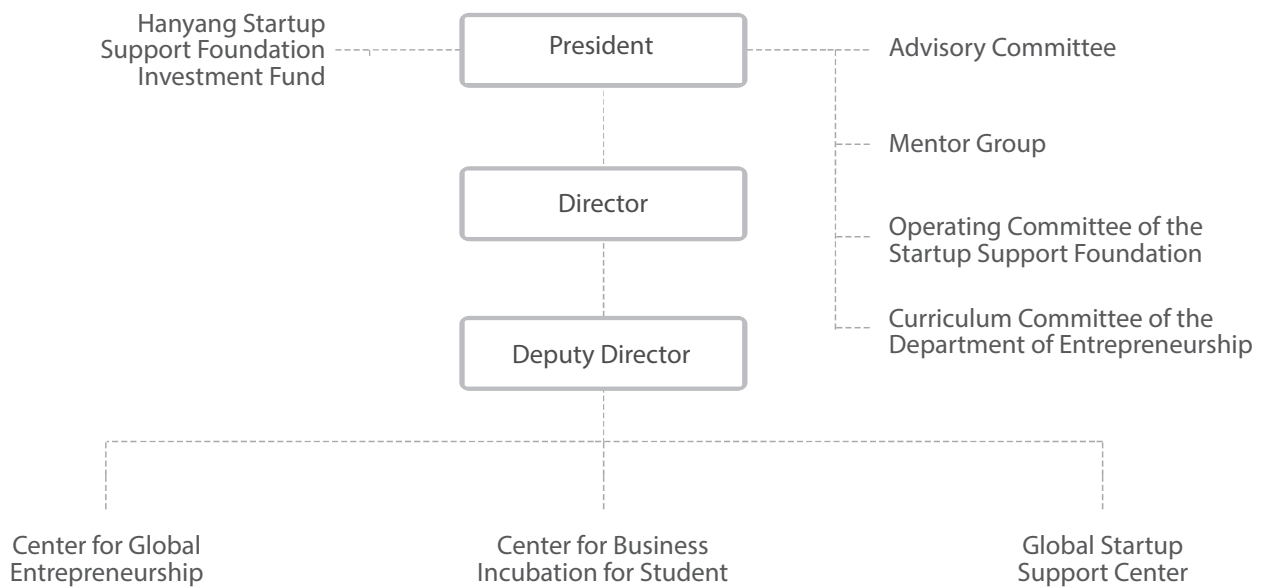 Hanyang Startup
Support Foundation
Investment Fund
President
Advisory Committee
Mentor Group
Director
Operating Committee of the
Startup Support Foundation
Curriculum Committee of the
Department of Entrepreneurship
Deputy Director
Center for Global
Entrepreneurship
Center for Business
Incubation for Student
Global Startup
Support Center